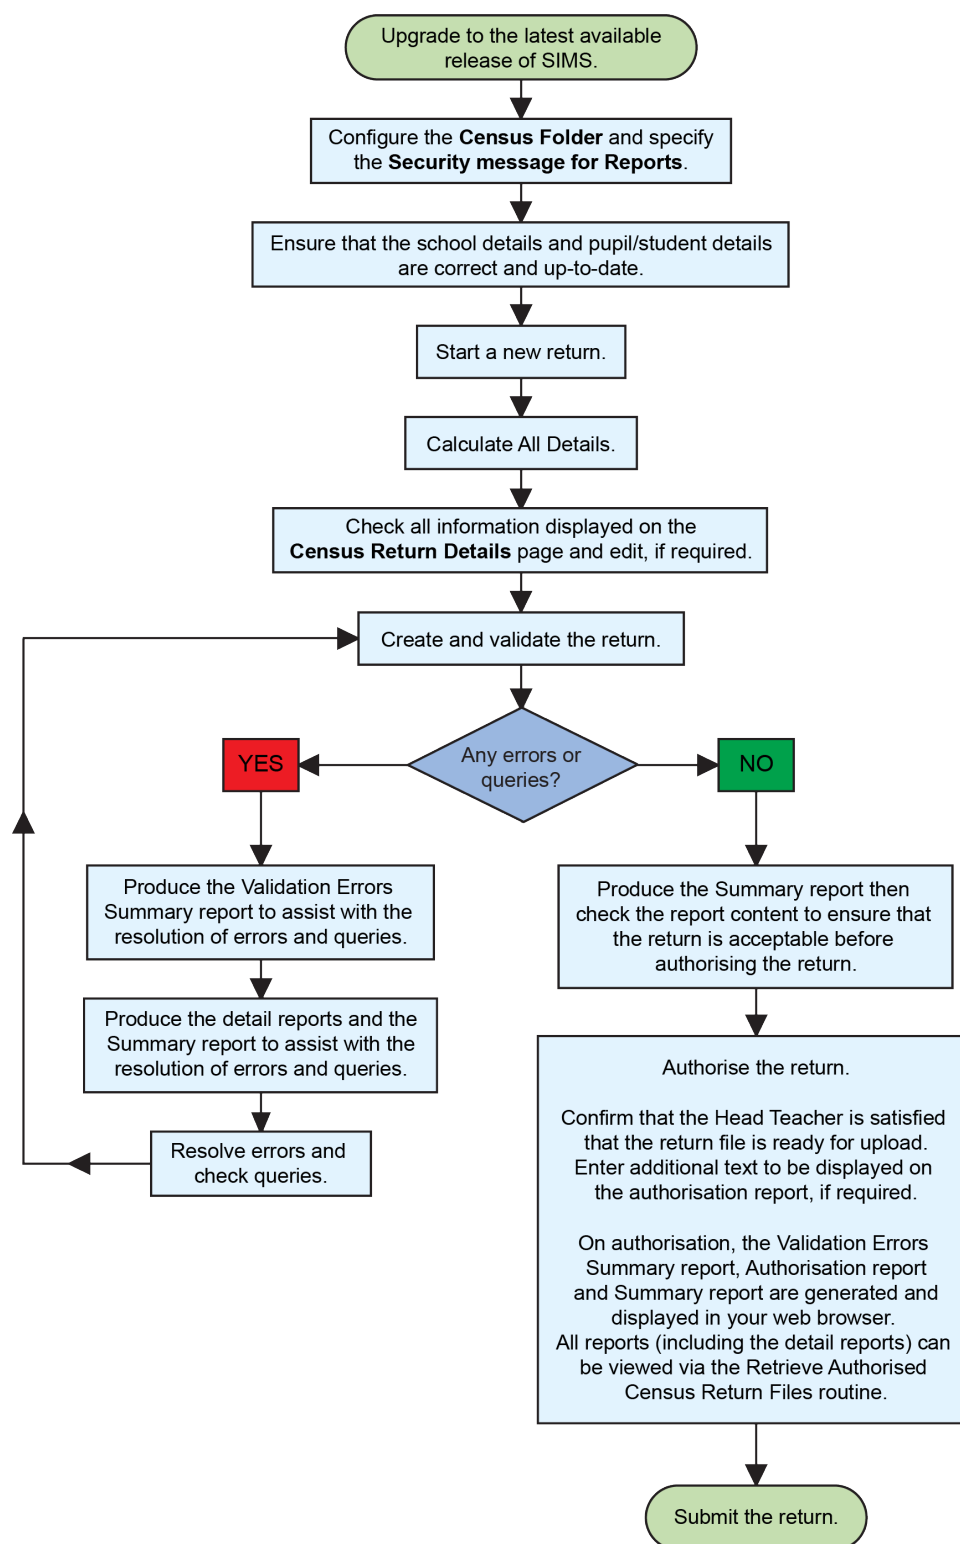 Upgrade to the latest available
release of SIMS.
Configure the Census Folder and specify
the Security message for Reports.
Ensure that the school details and pupil/student details
are correct and up-to-date.
Start a new return.
Calculate All Details.
Check all information displayed on the
Census Return Details page and edit, if required.
Create and validate the return.
Any errors or
queries?
YES
NO
Produce the Validation Errors
Summary report to assist with the
resolution of errors and queries.
Produce the detail reports and the
Summary report to assist with the
resolution of errors and queries.
Resolve errors and
check queries.
Produce the Summary report then
check the report content to ensure that
the return is acceptable before
authorising the return.
Authorise the return.
Confirm that the Head Teacher is satisfied
that the return file is ready for upload.
Enter additional text to be displayed on
the authorisation report, if required.
On authorisation, the Validation Errors
Summary report, Authorisation report
and Summary report are generated and
displayed in your web browser.
All reports (including the detail reports) can
be viewed via the Retrieve Authorised
Census Return Files routine.
Submit the return.